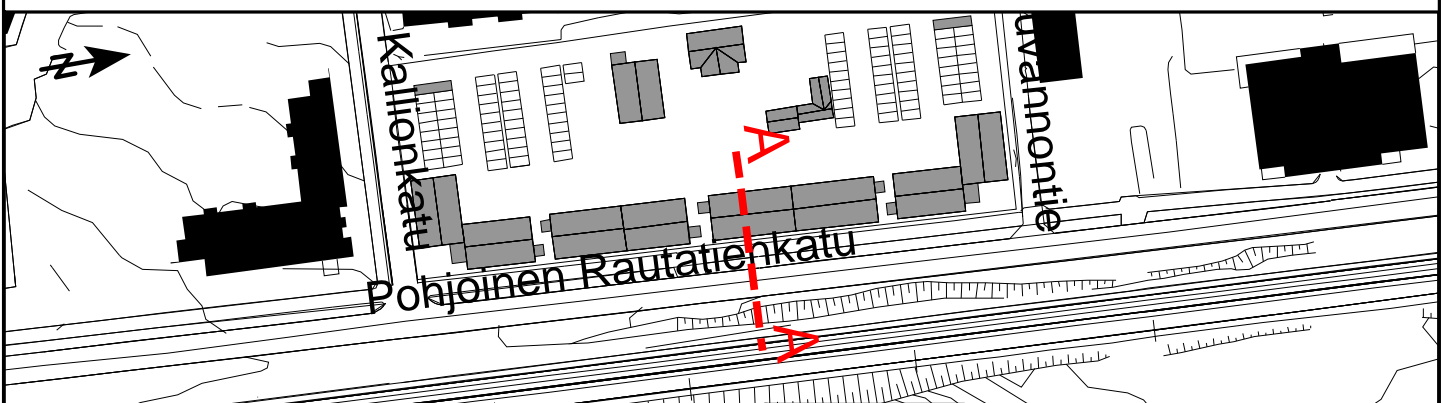 N
Kallionkatu
uvannontie
A
Pohjoinen Rautatienkatu
A